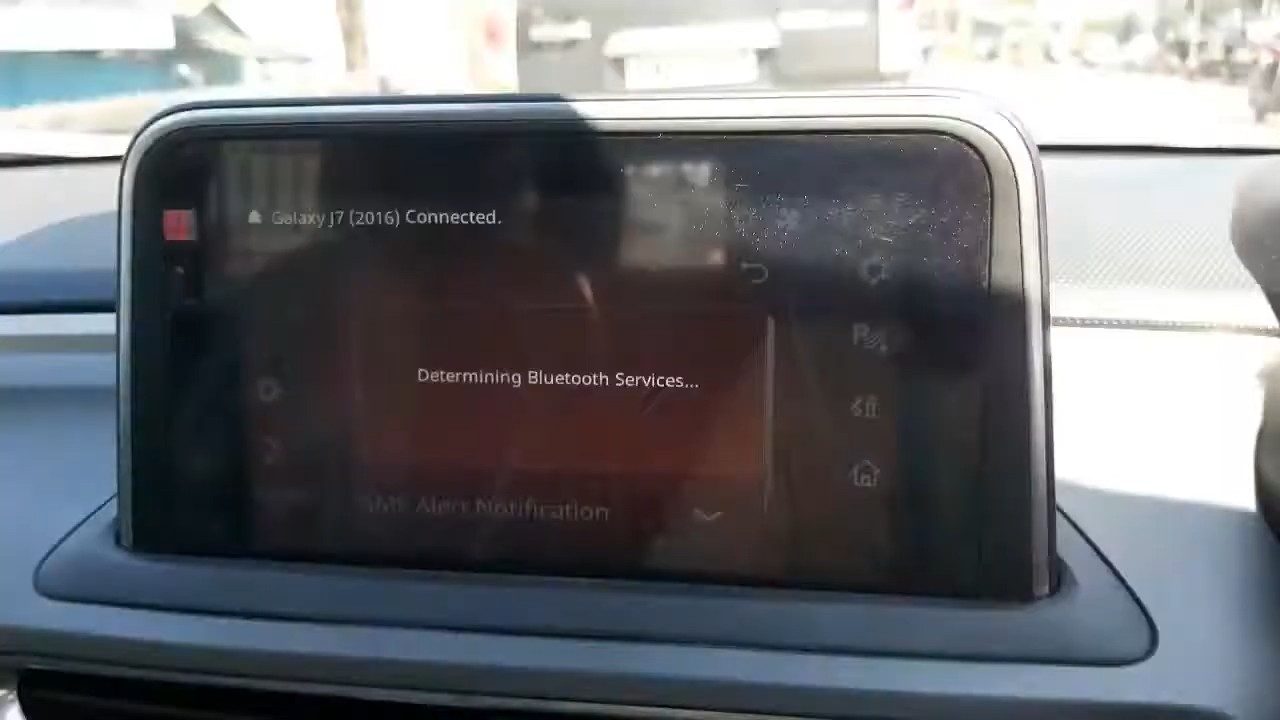 Galaxy J7 (2016) Connected.
Determining Bluetooth Services...
SMS Alert Notification